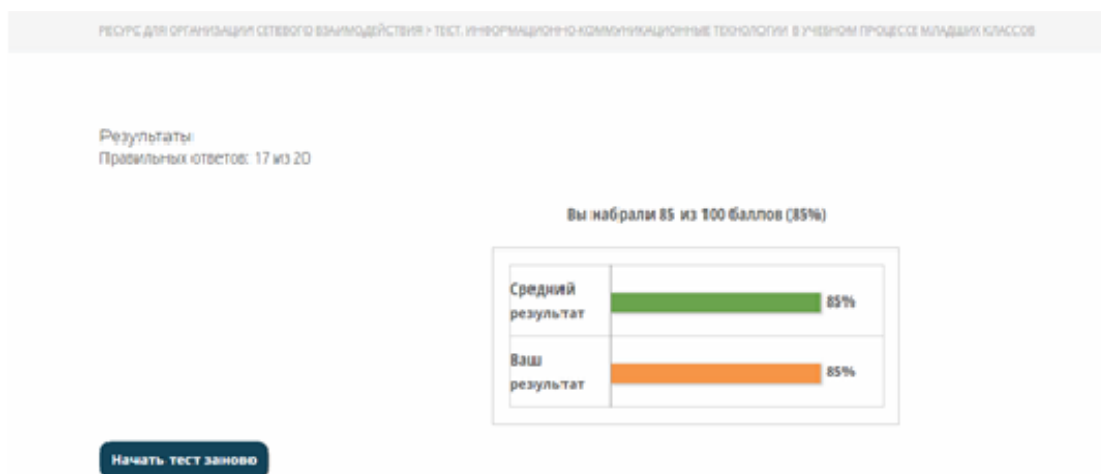 РЕСУРС ДЛЯ ОРГАНИЗАЦИИ СЕТЕВОГО ВЗАИМОДЕЙСТВИЯ > ТЕСТ. ИНФОРМАЦИОННО-КОММУНИКАЦИОННЫЕ ТЕХНОЛОГИИ В УЧЕБНОМ ПРОЦЕССЕ МЛАДШИХ КЛАССОВ
Результаты
Правильных ответов: 17 из 20
Вы набрали 85 из 100 баллов (85%)
Средний
результат
85%
Ваш
результат
85%
Начать тест заново